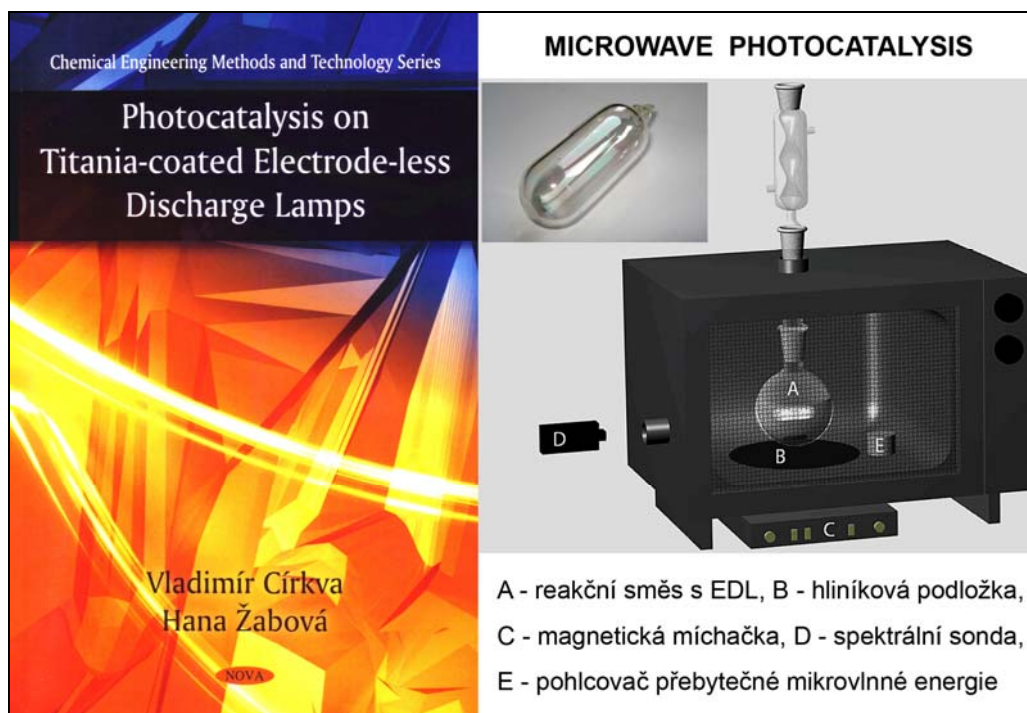 Chemical Engineering Methods and Technology Series
Photocatalysis on
Titania-coated Electrode-less
Discharge Lamps
Vladimír Církva
Hana Žabová
NOVA
MICROWAVE PHOTOCATALYSIS
A
B
E
D
C
A - reakční směs s EDL, B - hliníková podložka,
C - magnetická míchačka, D - spektrální sonda,
E - pohlcovač přebytečné mikrovlnné energie